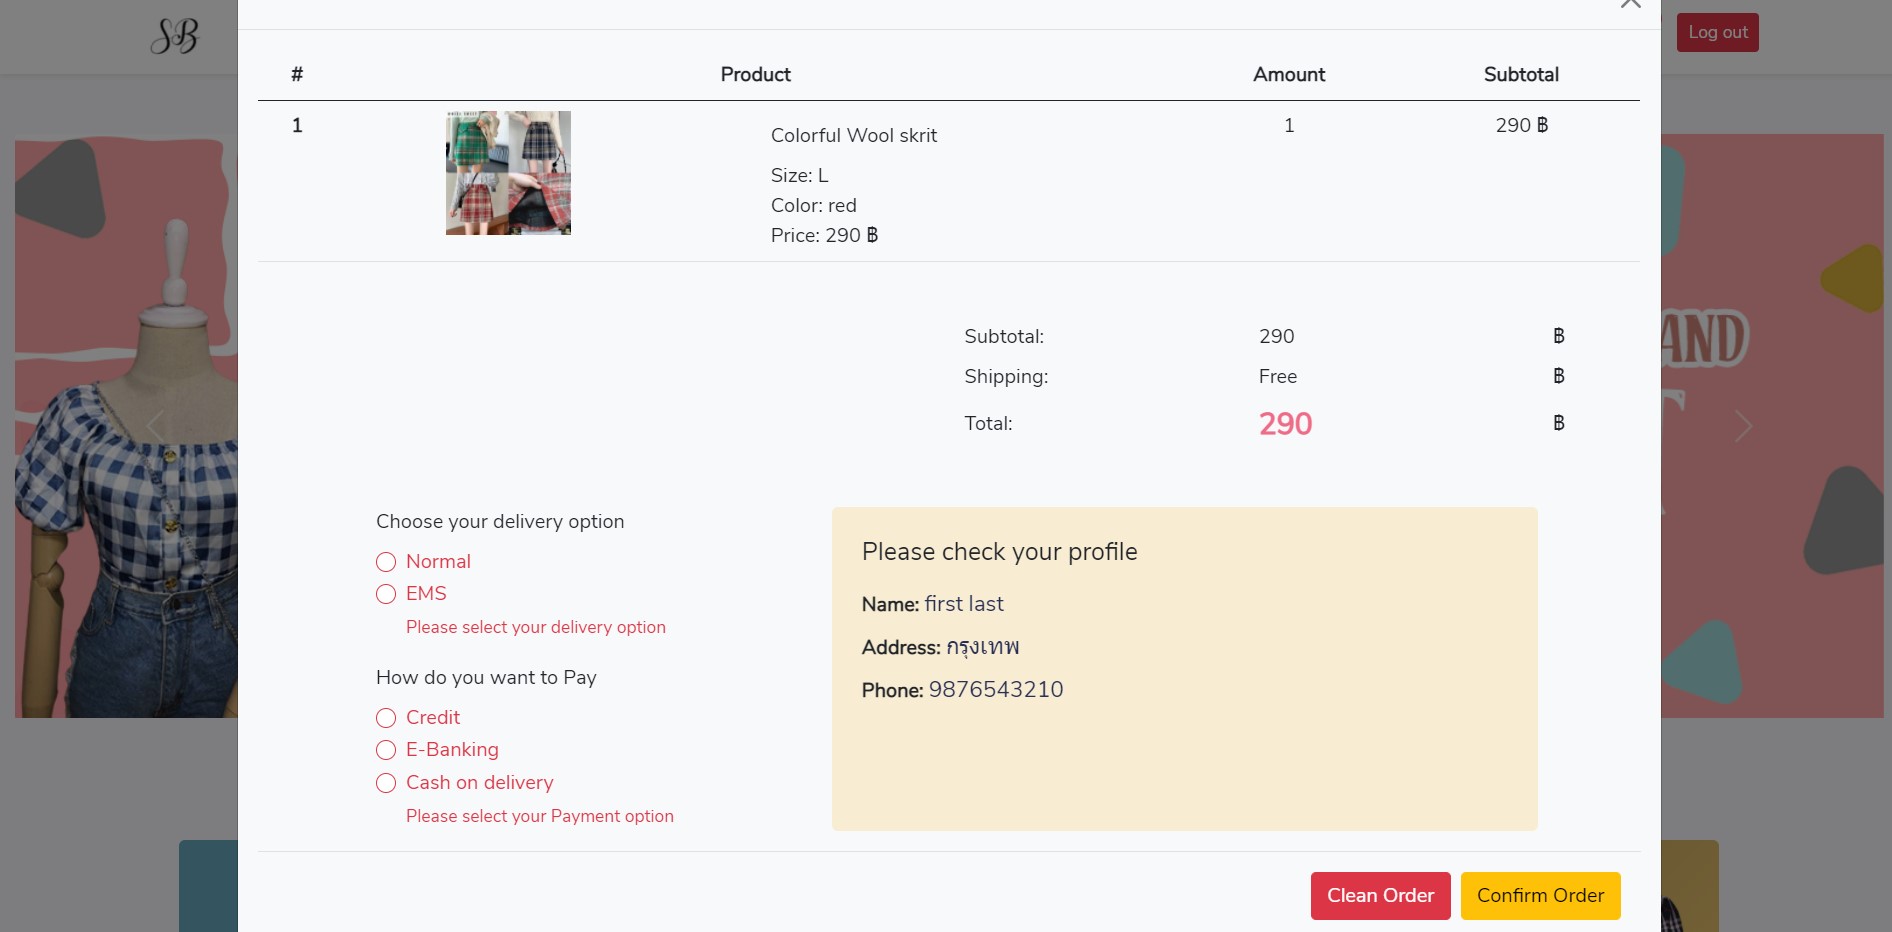 SB
Log out
# Product Amount Subtotal
1 Colorful Wool skrit 1 290 ฿
Size: L
Color: red
Price: 290 ฿
Subtotal: 290 ฿
Shipping: Free ฿
Total: 290 ฿
AND
Choose your delivery option
Normal
EMS
Please select your delivery option
How do you want to Pay
Credit
E-Banking
Cash on delivery
Please select your Payment option
Please check your profile
Name: first last
Address: กรุงเทพ
Phone: 9876543210
Clean Order Confirm Order